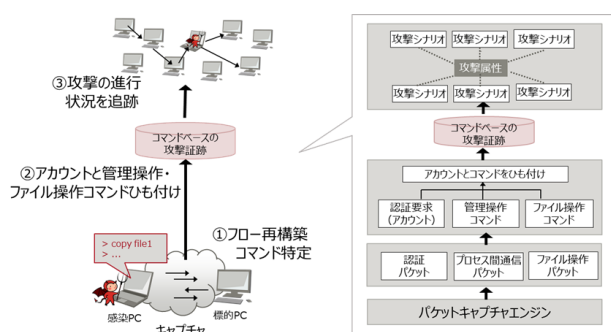 ③攻撃の進行
状況を追跡
コマンドベースの
攻撃証跡
②アカウントと管理操作・
ファイル操作コマンドひも付け
①フロー再構築
コマンド特定
> copy file1
> ...
感染PC
標的PC
キャプチャ
攻撃シナリオ
攻撃シナリオ
攻撃シナリオ
攻撃属性
攻撃シナリオ
攻撃シナリオ
攻撃シナリオ
コマンドベースの
攻撃証跡
アカウントとコマンドをひも付け
認証要求
(アカウント)
管理操作
コマンド
ファイル操作
コマンド
認証
パケット
プロセス間通信
パケット
ファイル操作
パケット
パケットキャプチャエンジン